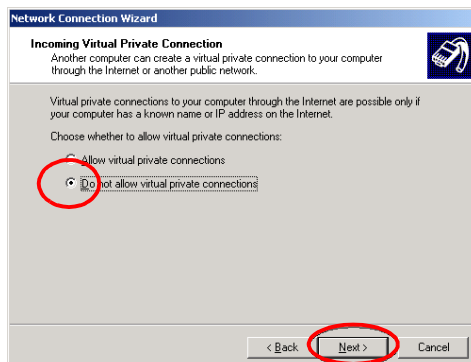 Network Connection Wizard
Incoming Virtual Private Connection
Another computer can create a virtual private connection to your computer
through the Internet or another public network.
Virtual private connections to your computer through the Internet are possible only if
your computer has a known name or IP address on the Internet.
Choose whether to allow virtual private connections:
Allow virtual private connections
Do not allow virtual private connections
< Back
Next >
Cancel